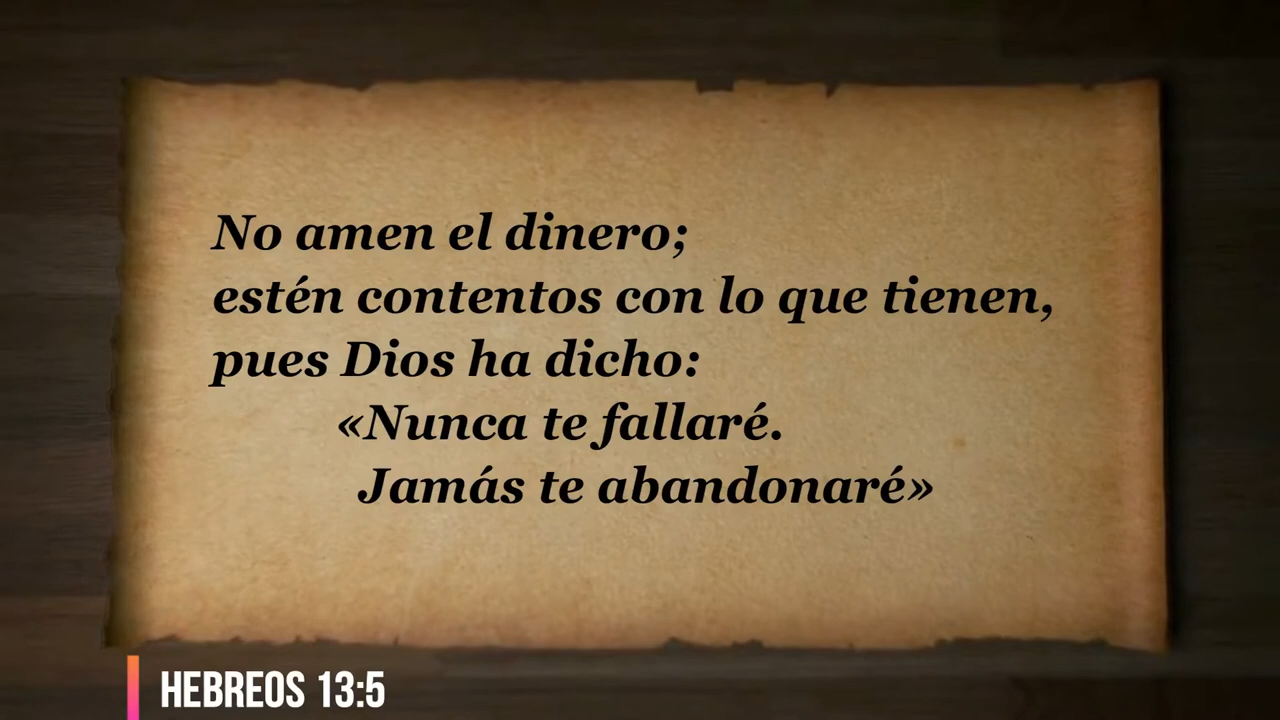 No amen el dinero;
estén contentos con lo que tienen,
pues Dios ha dicho:
«Nunca te fallaré.
Jamás te abandonaré»
HEBREOS 13:5